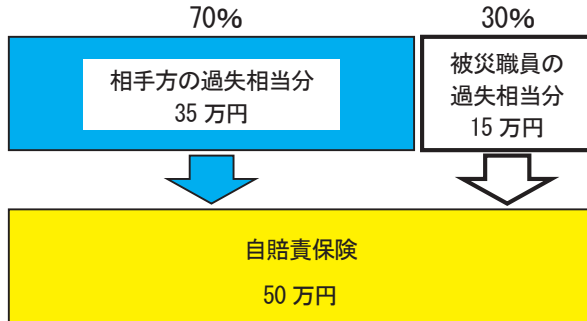 70%
30%
相手方の過失相当分
35 万円
被災職員の
過失相当分
15 万円
自賠責保険
50 万円